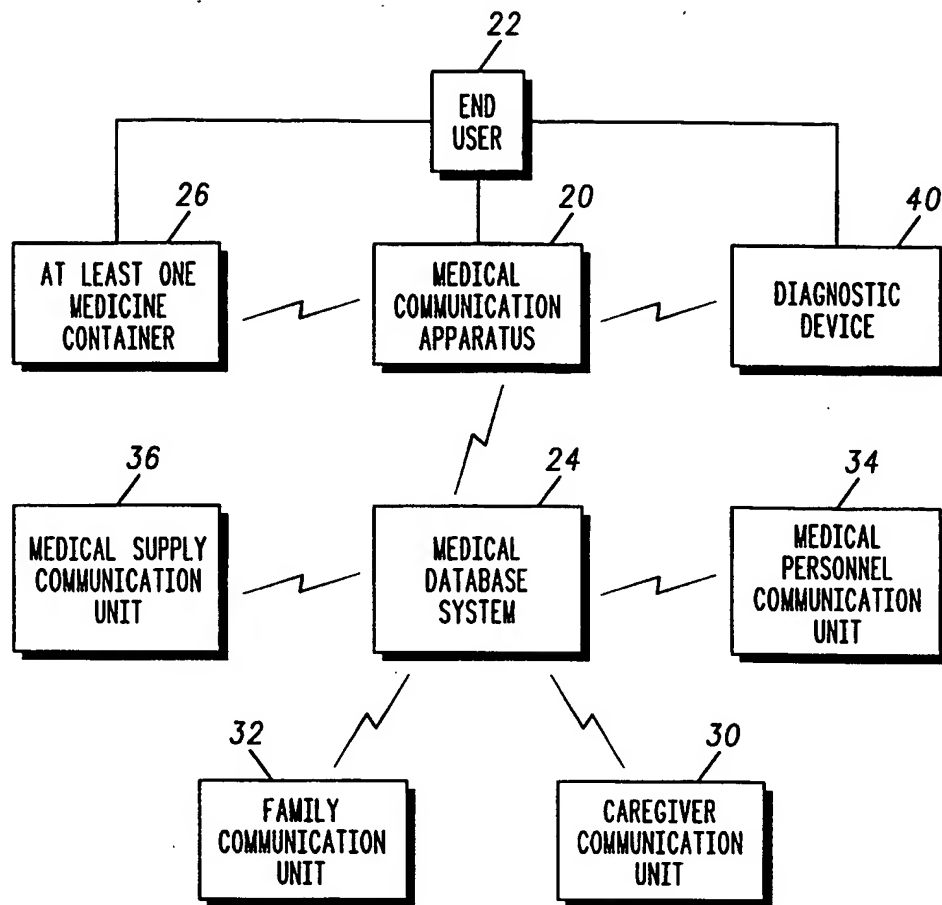 22
END
USER
26
20
40
AT LEAST ONE
MEDICINE
CONTAINER
MEDICAL
COMMUNICATION
APPARATUS
DIAGNOSTIC
DEVICE
36
24
34
MEDICAL SUPPLY
COMMUNICATION
UNIT
MEDICAL
DATABASE
SYSTEM
MEDICAL
PERSONNEL
COMMUNICATION
UNIT
32
30
FAMILY
COMMUNICATION
UNIT
CAREGIVER
COMMUNICATION
UNIT